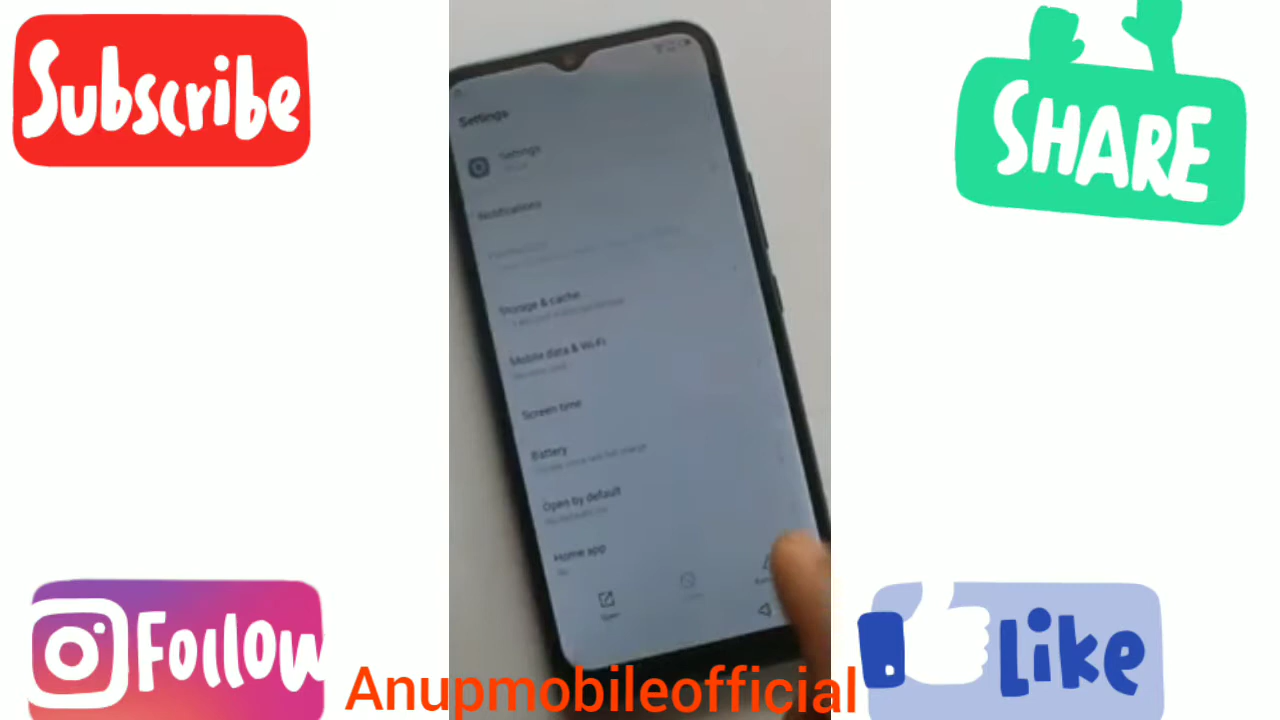 Subscribe
SHARE
Settings
Settings
Notifications
Storage & cache
Mobile data & Wi-Fi
Screen time
Battery
Open by default
Home app
Open
Follow
Like
Anupmobileofficial